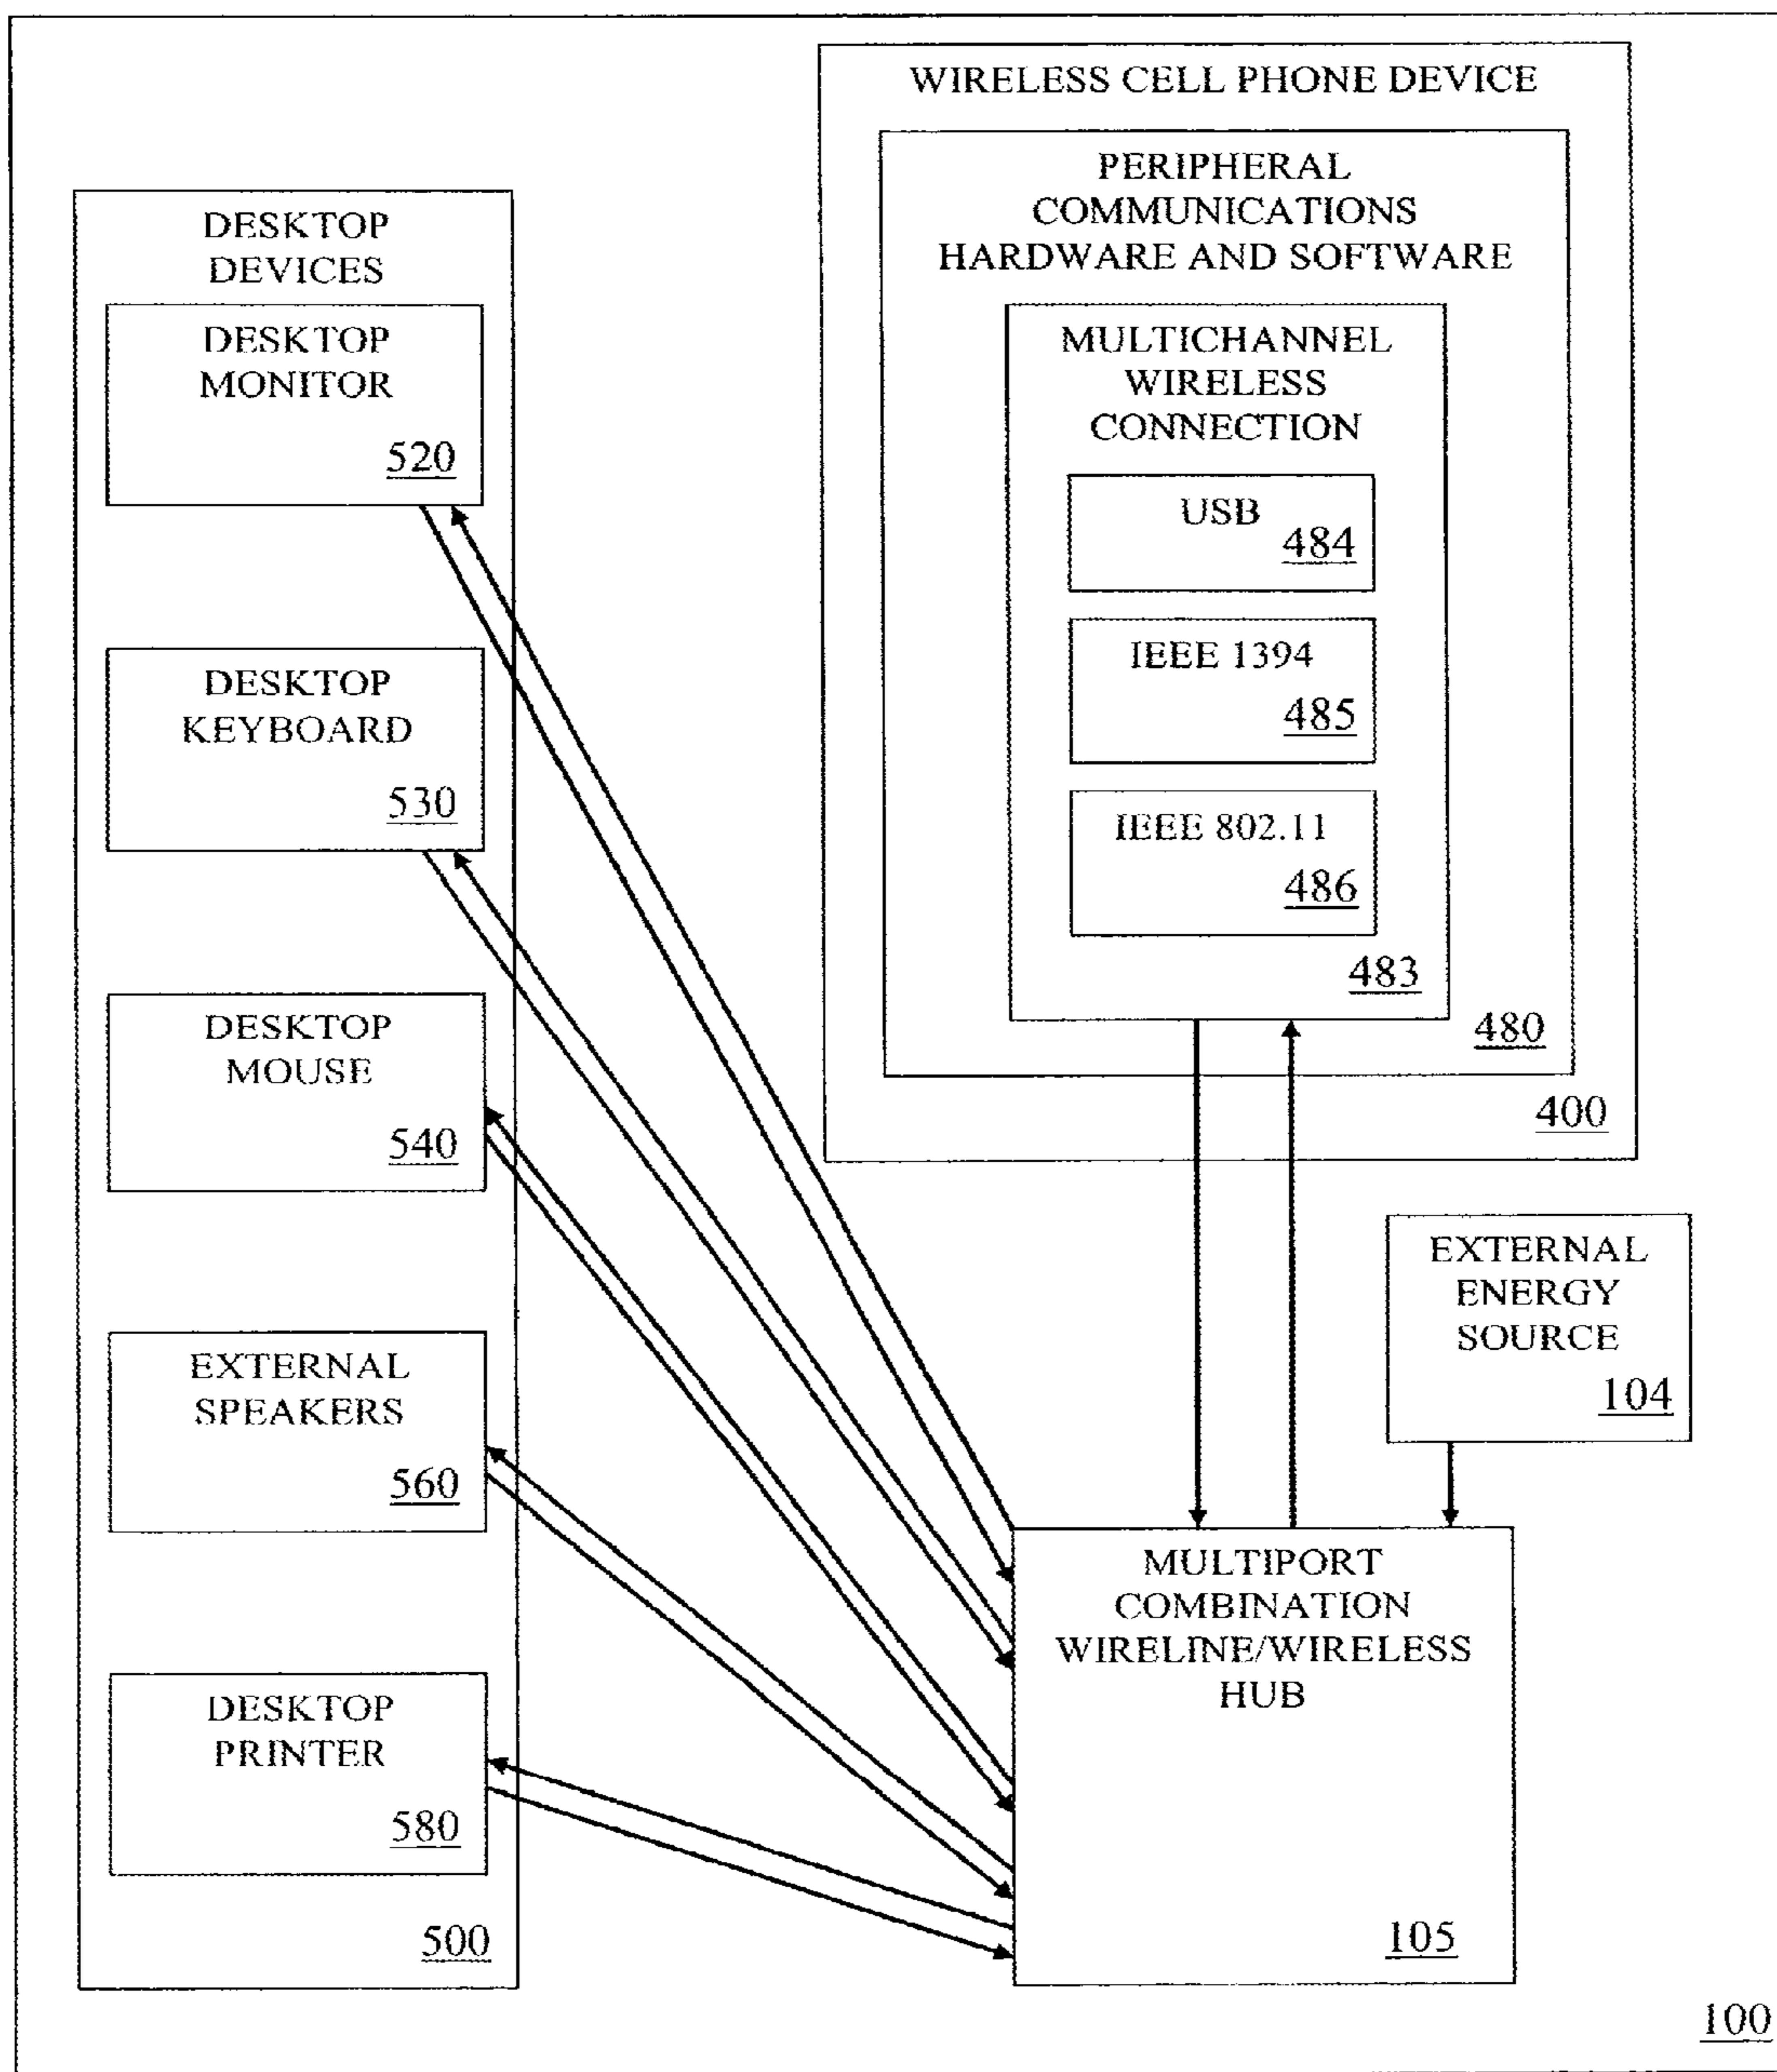 WIRELESS CELL PHONE DEVICE
PERIPHERAL
COMMUNICATIONS
HARDWARE AND SOFTWARE
MULTICHANNEL
WIRELESS
CONNECTION
USB
484
IEEE 1394
485
IEEE 802.11
486
483
480
400
DESKTOP
DEVICES
DESKTOP
MONITOR
520
DESKTOP
KEYBOARD
530
DESKTOP
MOUSE
540
EXTERNAL
SPEAKERS
560
DESKTOP
PRINTER
580
500
EXTERNAL
ENERGY
SOURCE
104
MULTIPORT
COMBINATION
WIRELINE/WIRELESS
HUB
105
100